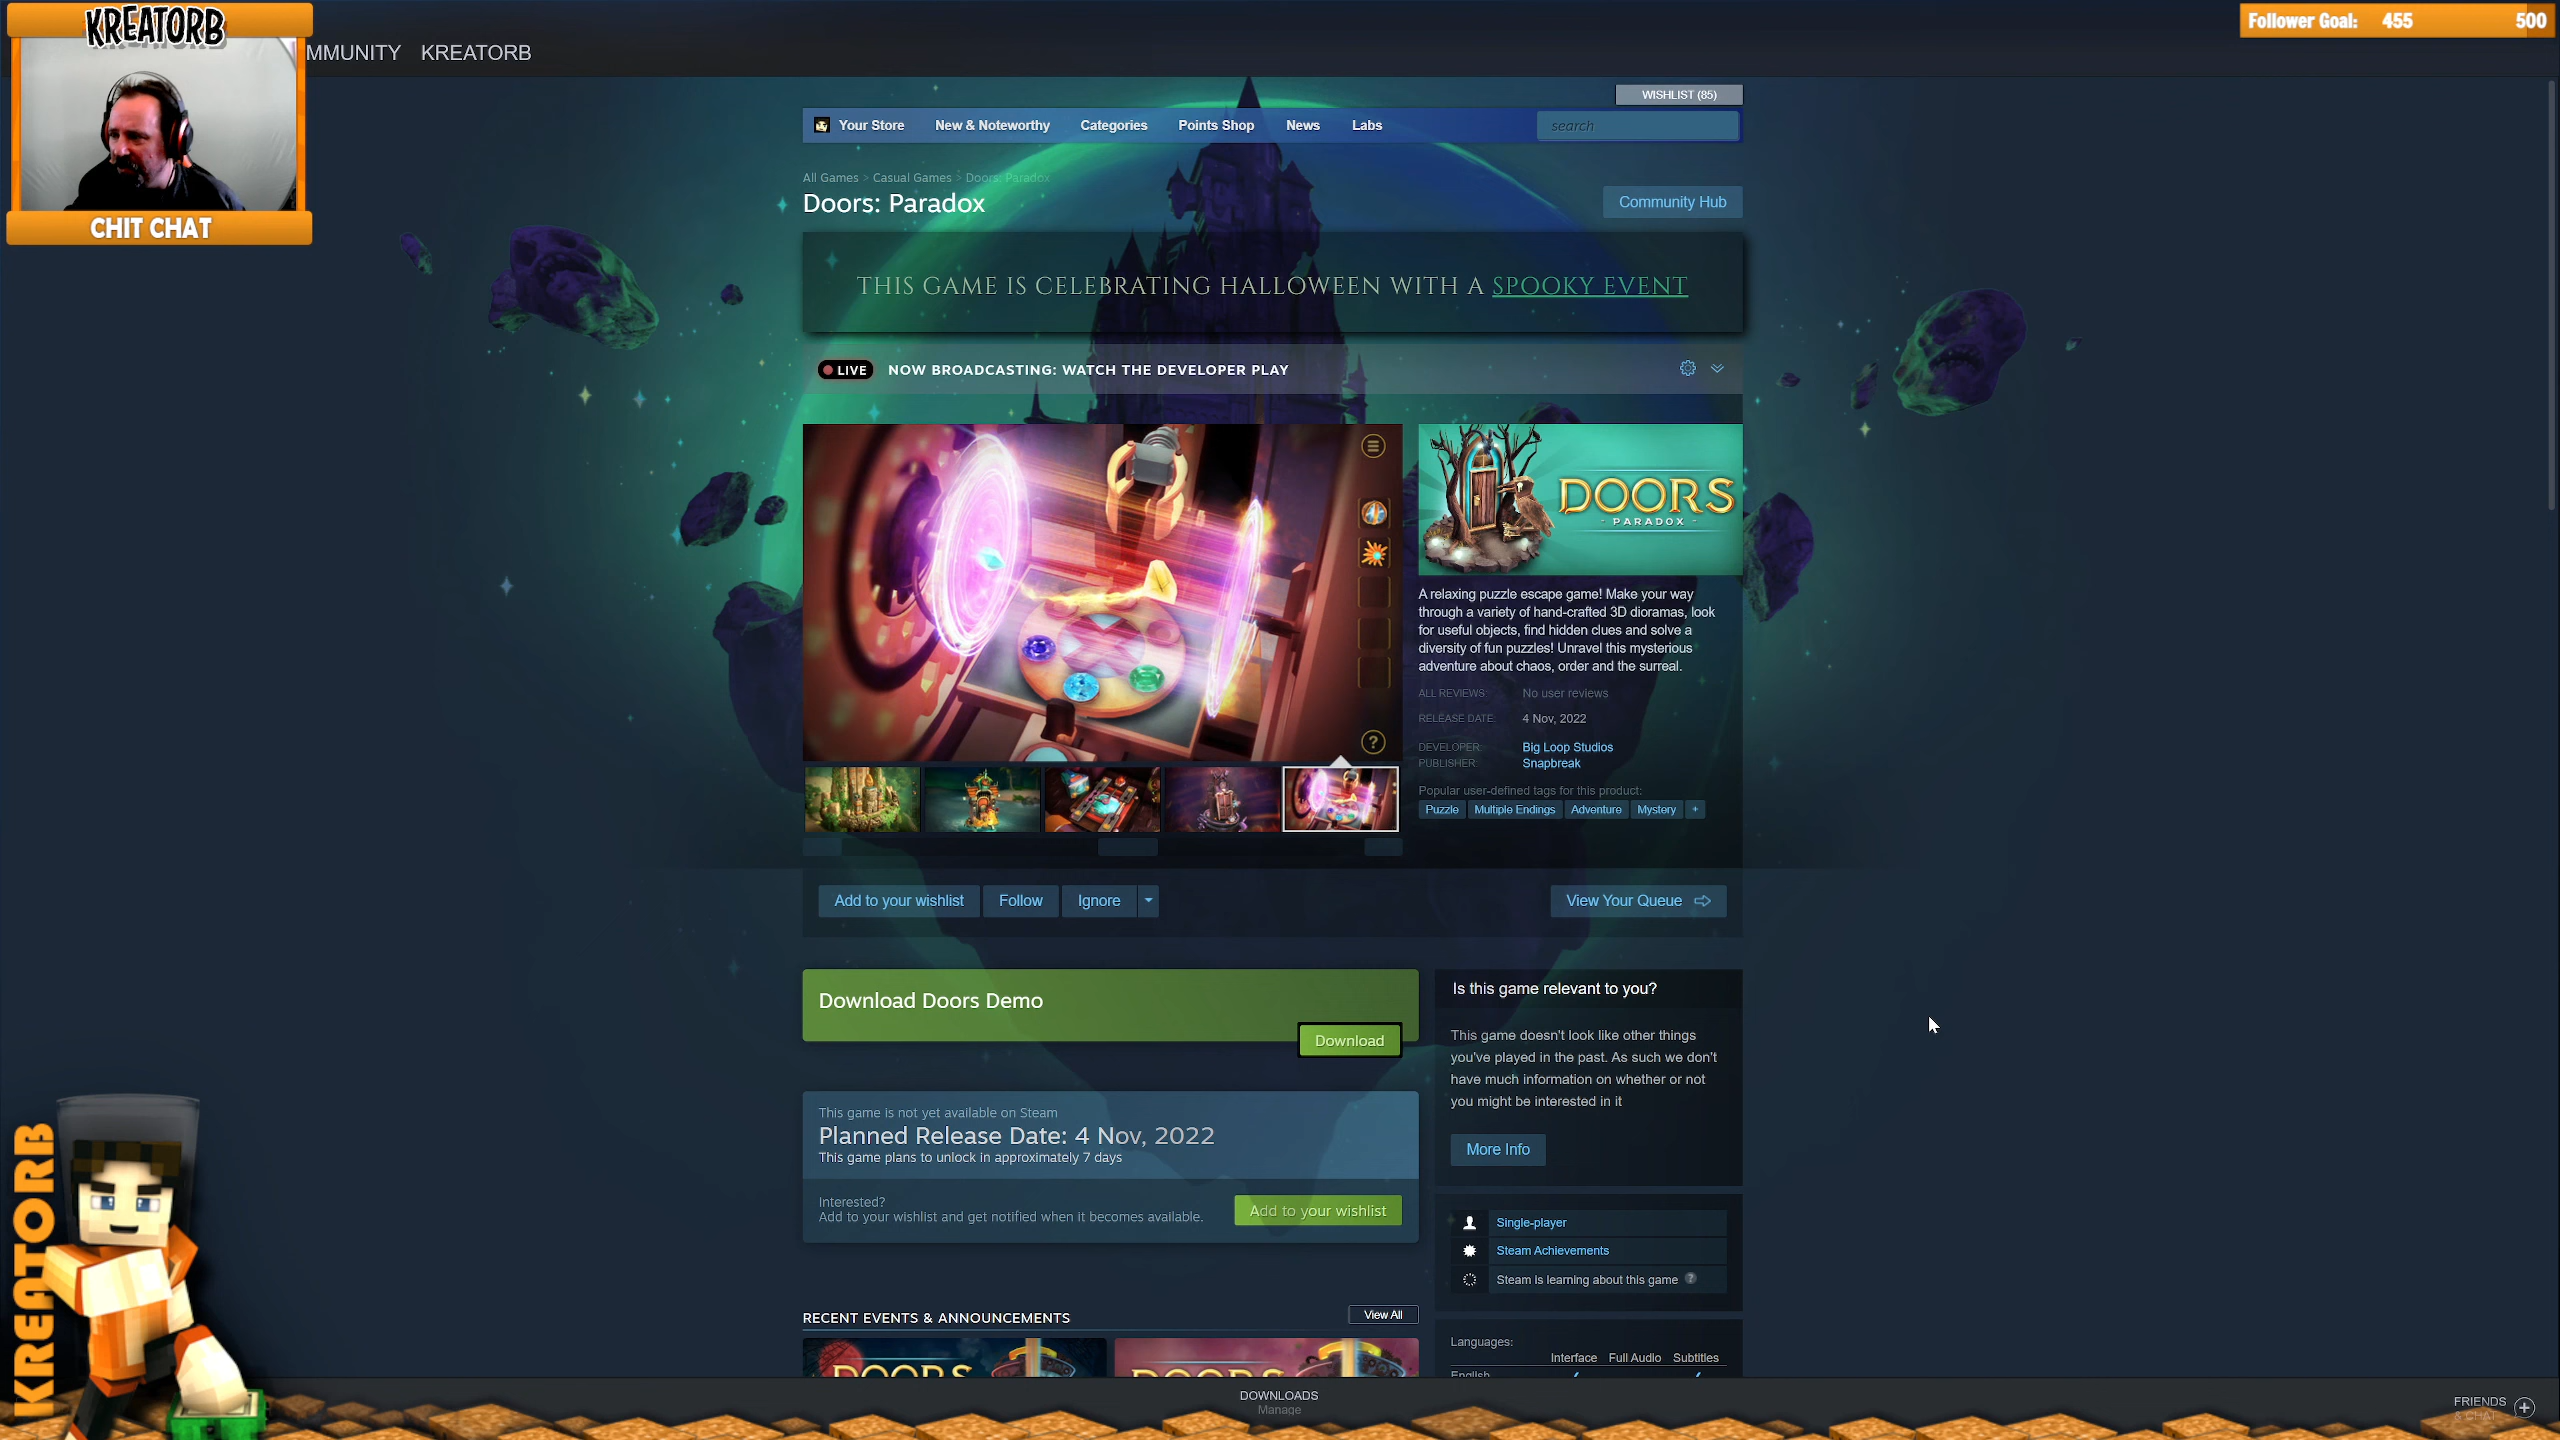 KREATORB
MMUNITY KREATORB
Follower Goal: 455 500
CHIT CHAT
WISHLIST (85)
Your Store New & Noteworthy Categories Points Shop News Labs search
All Games > Casual Games > Doors: Paradox
Doors: Paradox
Community Hub
THIS GAME IS CELEBRATING HALLOWEEN WITH A SPOOKY EVENT
LIVE NOW BROADCASTING: WATCH THE DEVELOPER PLAY
DOORS
- PARADOX -
A relaxing puzzle escape game! Make your way
through a variety of hand-crafted 3D dioramas, look
for useful objects, find hidden clues and solve a
diversity of fun puzzles! Unravel this mysterious
adventure about chaos, order and the surreal.
ALL REVIEWS: No user reviews
RELEASE DATE: 4 Nov, 2022
DEVELOPER: Big Loop Studios
PUBLISHER: Snapbreak
Popular user-defined tags for this product:
Puzzle Multiple Endings Adventure Mystery +
?
Add to your wishlist Follow Ignore
View Your Queue
Download Doors Demo
Download
This game is not yet available on Steam
Planned Release Date: 4 Nov, 2022
This game plans to unlock in approximately 7 days
Interested?
Add to your wishlist and get notified when it becomes available.
Add to your wishlist
Is this game relevant to you?
This game doesn't look like other things
you've played in the past. As such we don't
have much information on whether or not
you might be interested in it
More Info
Single-player
Steam Achievements
Steam is learning about this game ?
RECENT EVENTS & ANNOUNCEMENTS
View All
DOORS
DOORS
Languages:
Interface Full Audio Subtitles
English
KREATORB
DOWNLOADS
Manage
FRIENDS
& CHAT